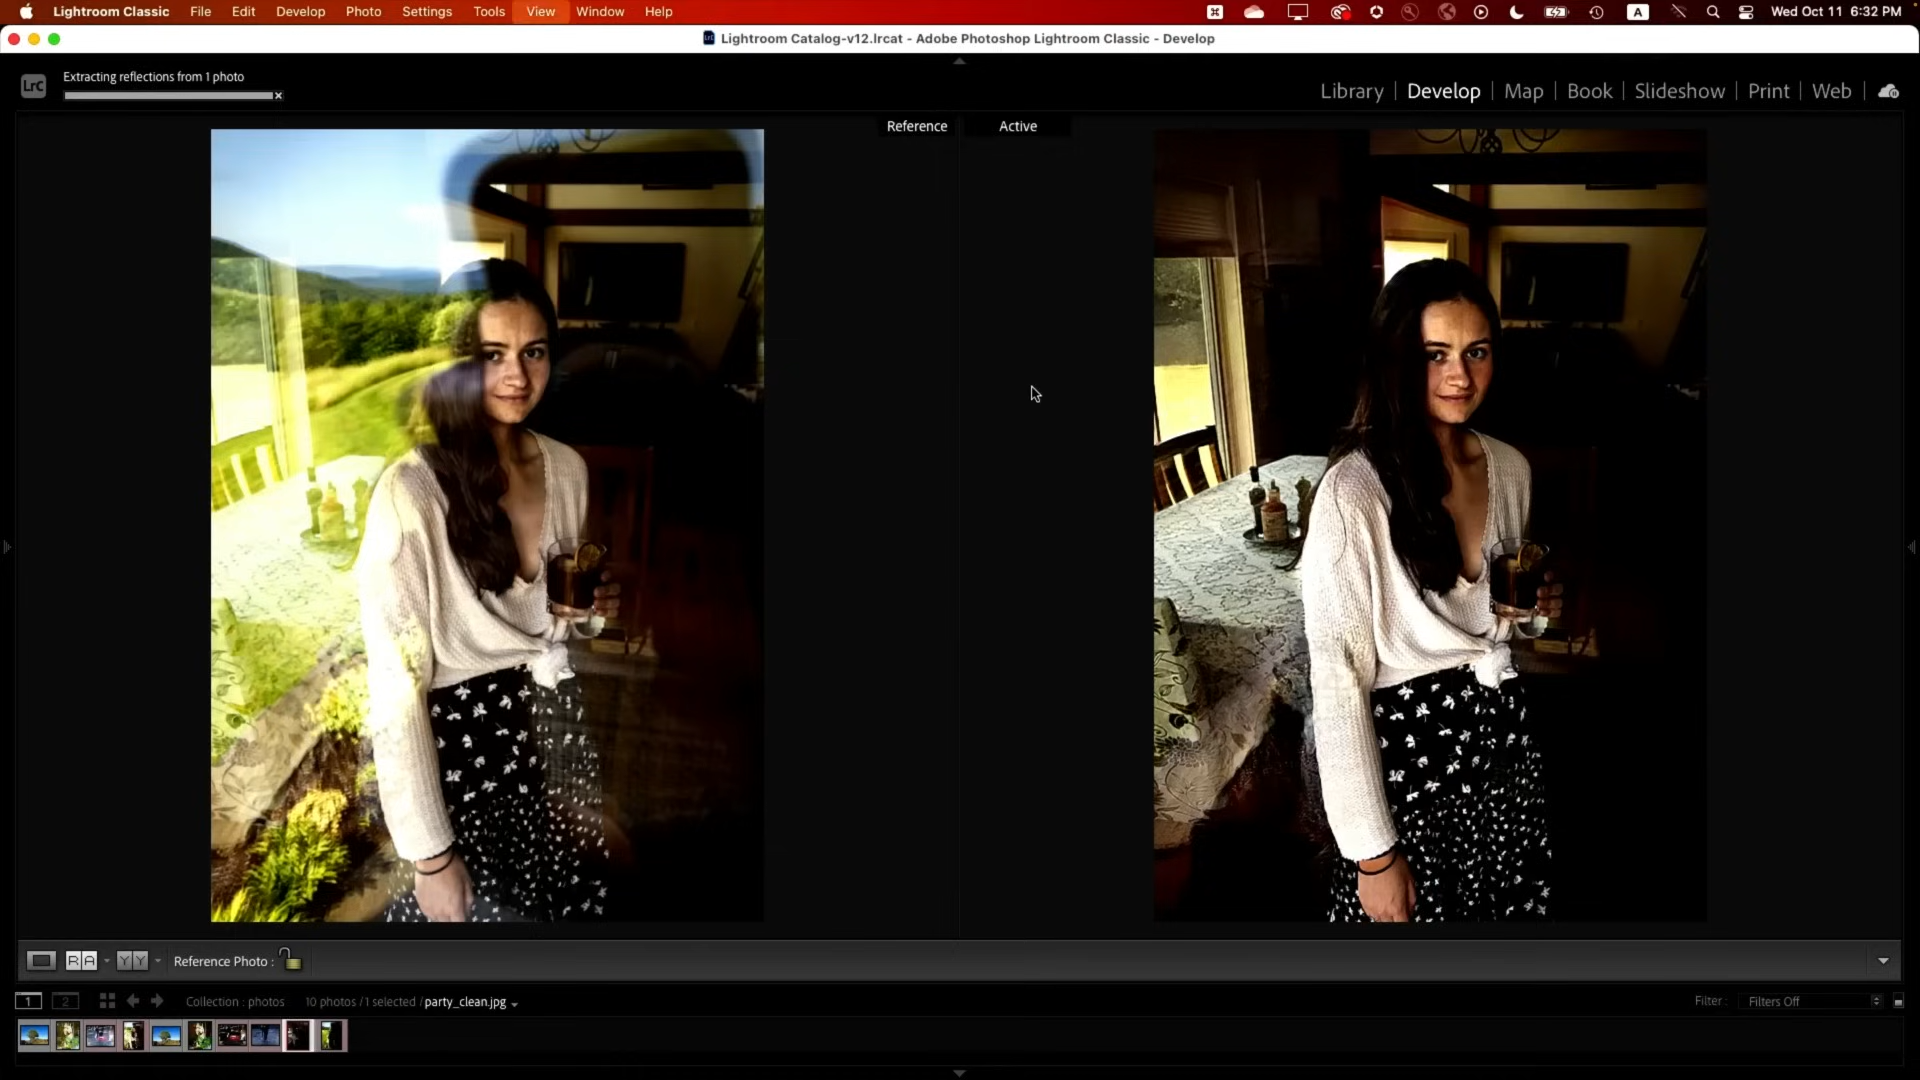 Lightroom Classic File Edit Develop Photo Settings Tools View Window Help A Wed Oct 11 6:32 PM
Lightroom Catalog-v12.lrcat - Adobe Photoshop Lightroom Classic - Develop
LrC Extracting reflections from 1 photo
Library | Develop | Map | Book | Slideshow | Print | Web
Reference Active
R A Y Y Reference Photo :
1 2 Collection : photos 10 photos / 1 selected / party_clean.jpg Filter : Filters Off